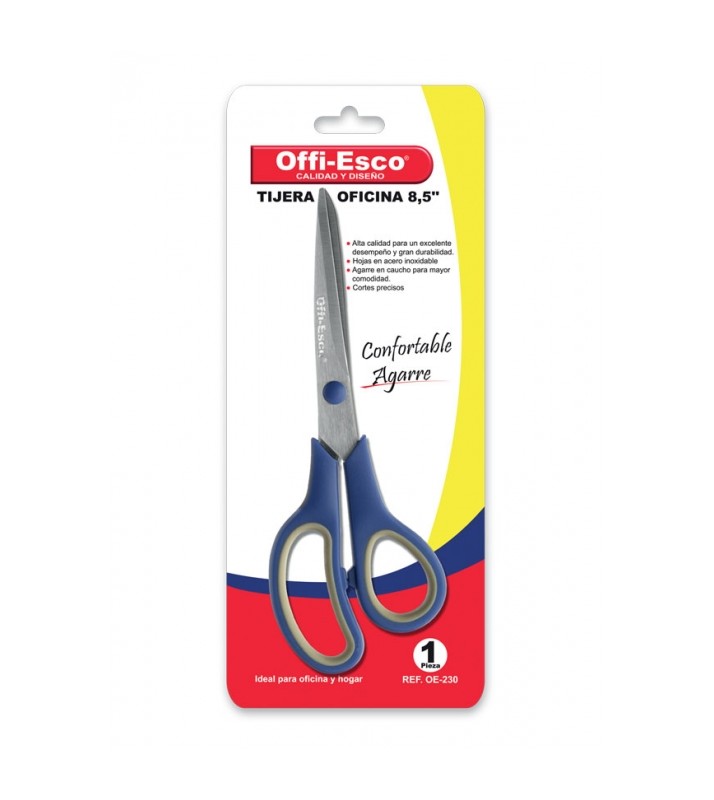 Offi-Esco®
CALIDAD Y DISEÑO
TIJERA OFICINA 8,5"
Alta calidad para un excelente
desempeño y gran durabilidad.
Hojas en acero inoxidable
Agarre en caucho para mayor
comodidad.
Cortes precisos
Offi-Esco®
Confortable
Agarre
1
Pieza
Ideal para oficina y hogar
REF. OE-230